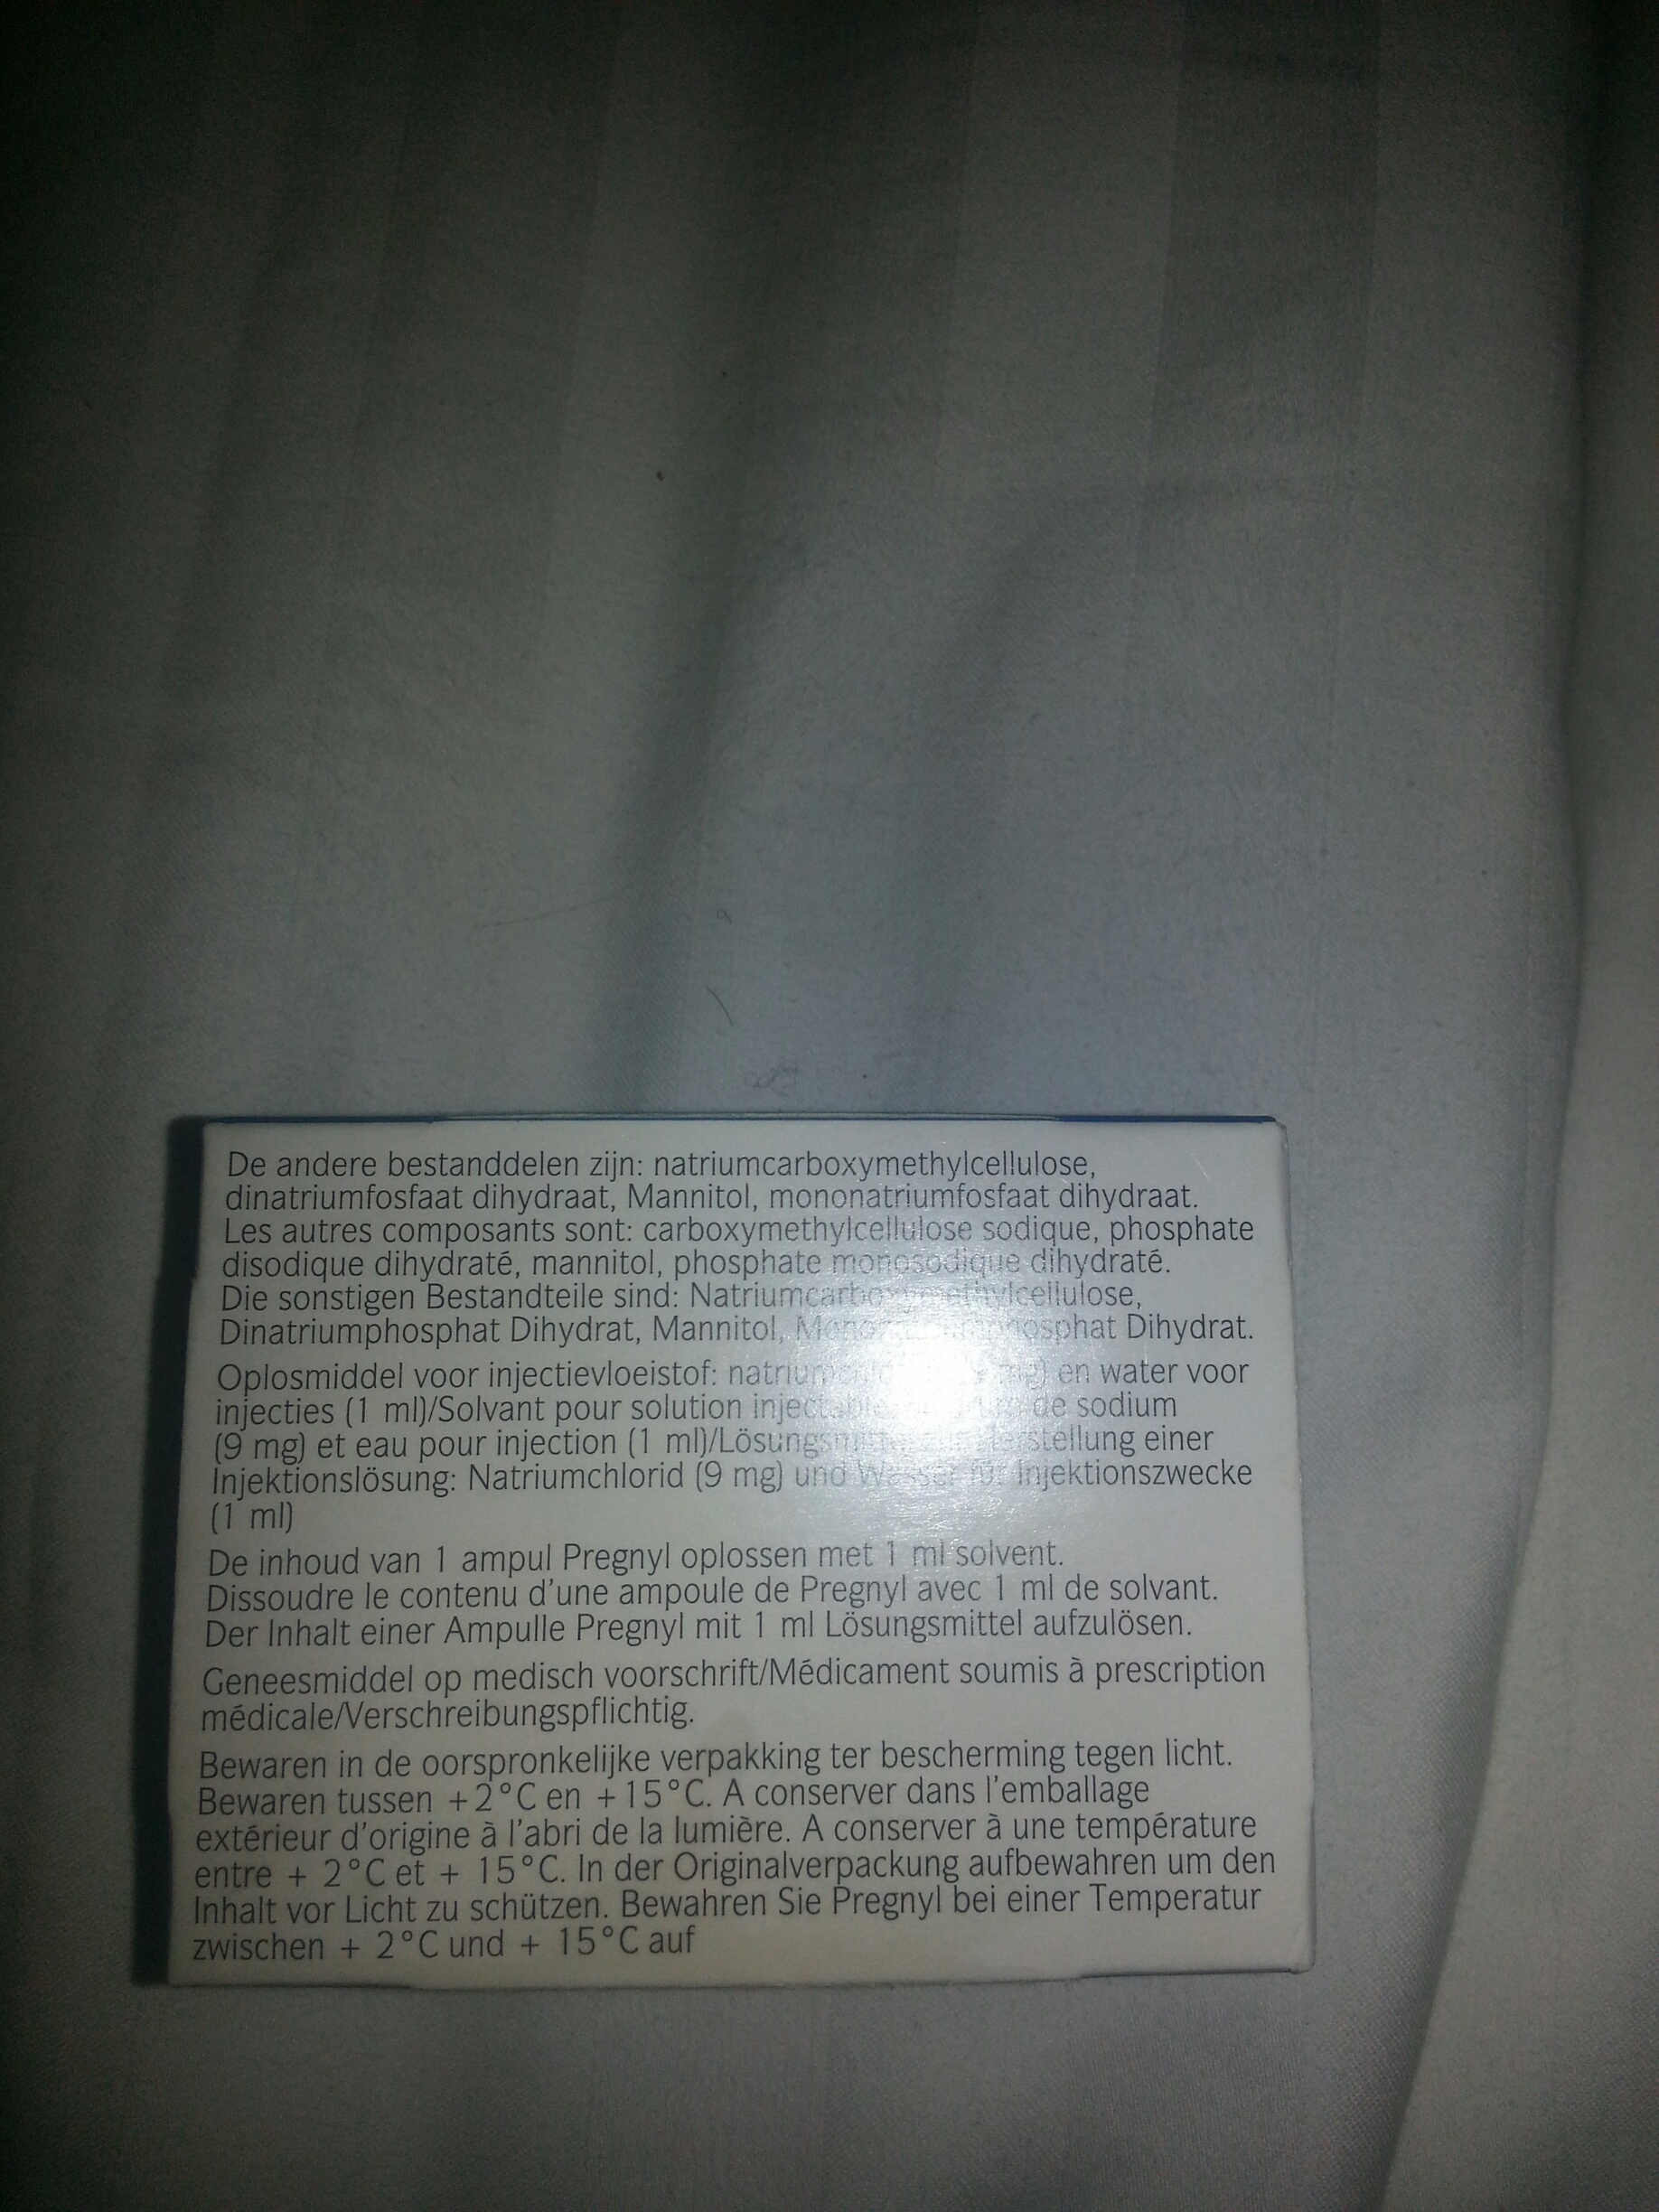 De andere bestanddelen zijn: natriumcarboxymethylcellulose,
dinatriumfosfaat dihydraat, Mannitol, mononatriumfosfaat dihydraat.
Les autres composants sont: carboxymethylcellulose sodique, phosphate
disodique dihydraté, mannitol, phosphate monosodique dihydraté.
Die sonstigen Bestandteile sind: Natriumcarboxymethylcellulose,
Dinatriumphosphat Dihydrat, Mannitol, Dihydrat.
Oplosmiddel voor injectievloeistof: en water voor
injecties (1 ml)/Solvant pour solution injectable: de sodium
(9 mg) et eau pour injection (1 ml)/Lösungsmittel Herstellung einer
Injektionslösung: Natriumchlorid (9 mg) und Wasser für Injektionszwecke
(1 ml)
De inhoud van 1 ampul Pregnyl oplossen met 1 ml solvent.
Dissoudre le contenu d'une ampoule de Pregnyl avec 1 ml de solvant.
Der Inhalt einer Ampulle Pregnyl mit 1 ml Lösungsmittel aufzulösen.
Geneesmiddel op medisch voorschrift/Médicament soumis à prescription
médicale/Verschreibungspflichtig.
Bewaren in de oorspronkelijke verpakking ter bescherming tegen licht.
Bewaren tussen +2°C en +15°C. A conserver dans l'emballage
extérieur d'origine à l'abri de la lumière. A conserver à une température
entre + 2°C et + 15°C. In der Originalverpackung aufbewahren um den
Inhalt vor Licht zu schützen. Bewahren Sie Pregnyl bei einer Temperatur
zwischen + 2°C und + 15°C auf